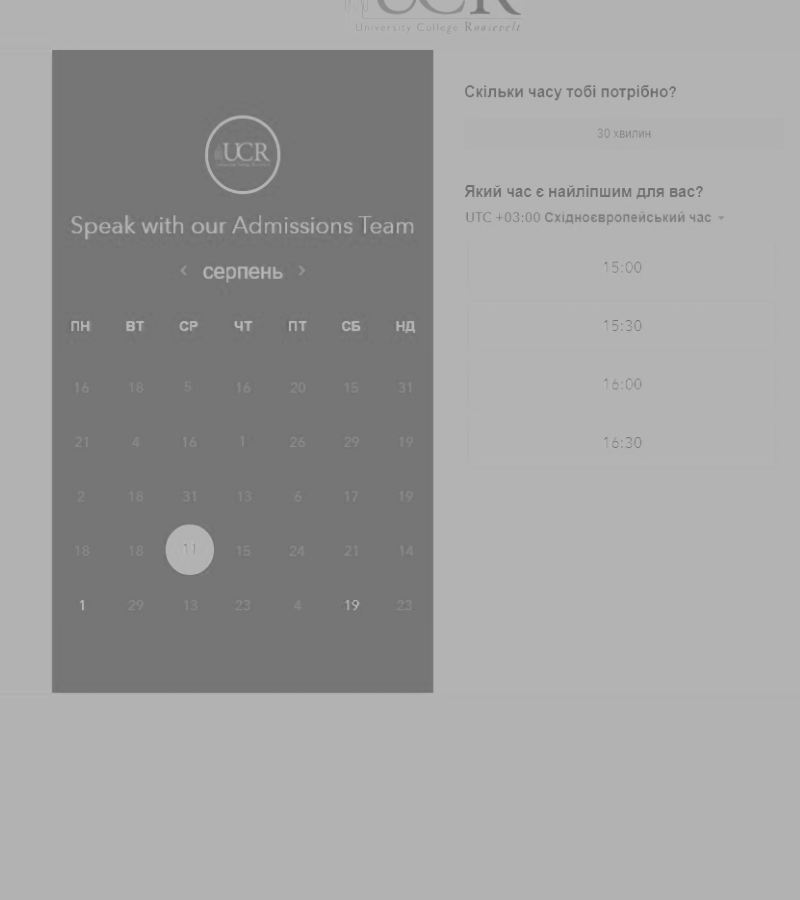 UCR
University College Roosevelt
UCR
Speak with our Admissions Team
серпень
ПН ВТ СР ЧТ ПТ СБ НД
16 18 5 16 20 15 31
21 4 16 1 26 29 19
2 18 31 13 6 17 19
18 18 11 15 24 21 14
1 29 13 23 4 19 23
Скільки часу тобі потрібно?
30 хвилин
Який час є найліпшим для вас?
UTC +03:00 Східноєвропейський час
15:00
15:30
16:00
16:30